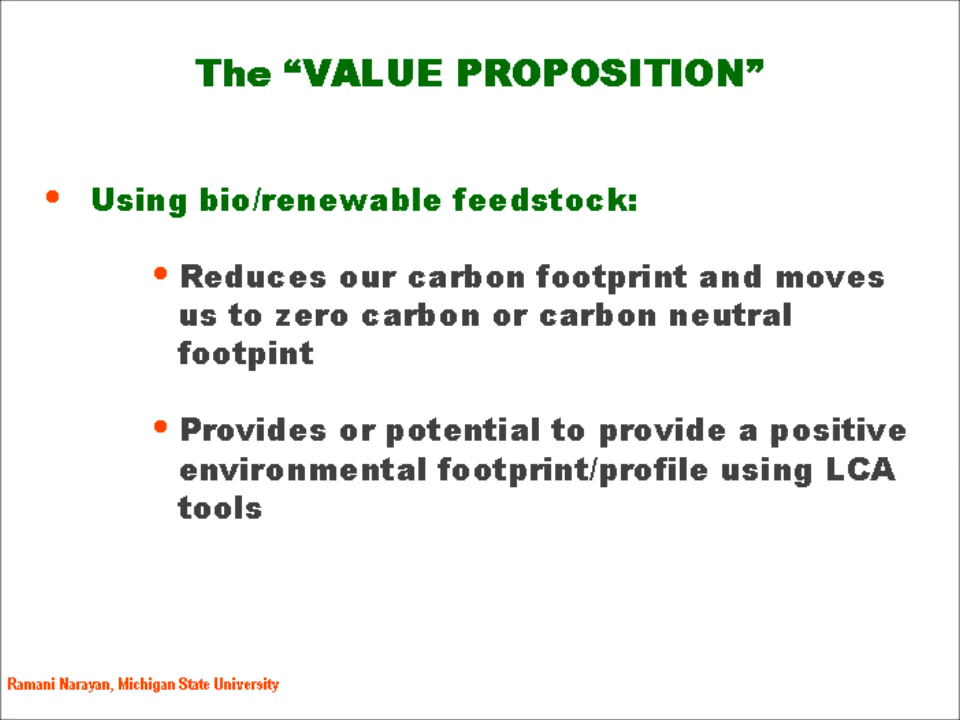 The “VALUE PROPOSITION”
• Using bio/renewable feedstock:
• Reduces our carbon footprint and moves
us to zero carbon or carbon neutral
footpint
• Provides or potential to provide a positive
environmental footprint/profile using LCA
tools
Ramani Narayan, Michigan State University